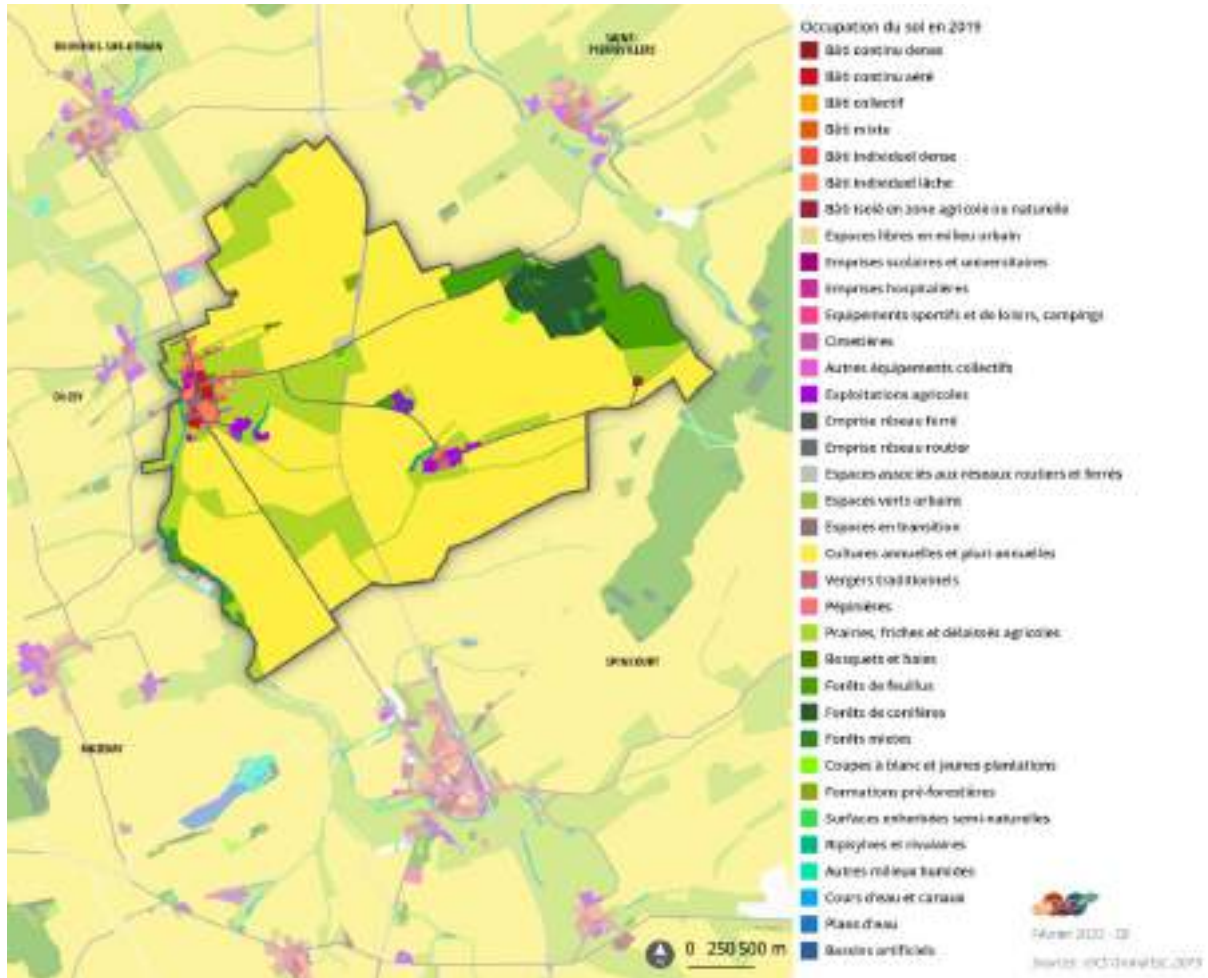 SAINT-
PIERREVILLERS
SPINCOURT
0 250 500 m
Occupation du sol en 2019
Bâti continu dense
Bâti continu aéré
Bâti collectif
Bâti mixte
Bâti individuel dense
Bâti individuel lâche
Bâti isolé en zone agricole ou naturelle
Espaces libres en milieu urbain
Emprises scolaires et universitaires
Emprises hospitalières
Equipements sportifs et de loisirs, campings
Cimetières
Autres équipements collectifs
Exploitations agricoles
Emprise réseau ferré
Emprise réseau routier
Espaces associés aux réseaux routiers et ferrés
Espaces verts urbains
Espaces en transition
Cultures annuelles et pluri-annuelles
Vergers traditionnels
Pépinières
Prairies, friches et délaissés agricoles
Bosquets et haies
Forêts de feuillus
Forêts de conifères
Forêts mixtes
Coupes à blanc et jeunes plantations
Formations pré-forestières
Surfaces enherbées semi-naturelles
Ripisylves et rivulaires
Autres milieux humides
Cours d'eau et canaux
Plans d'eau
Bassins artificiels